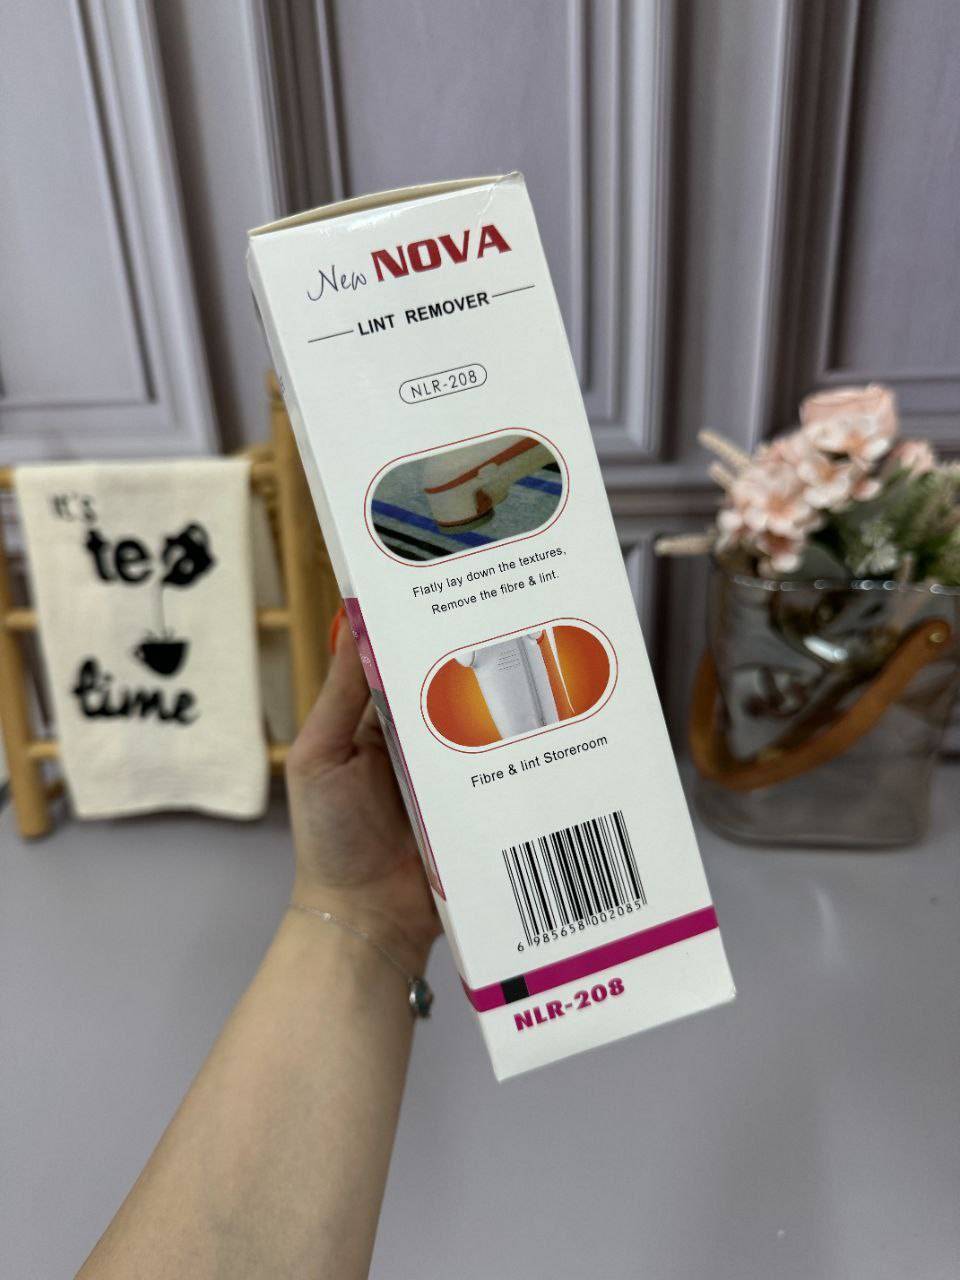 It's
tea
time
New NOVA
LINT REMOVER
NLR-208
Flatly lay down the textures,
Remove the fibre & lint.
Fibre & lint Storeroom
6 985658 002085
NLR-208